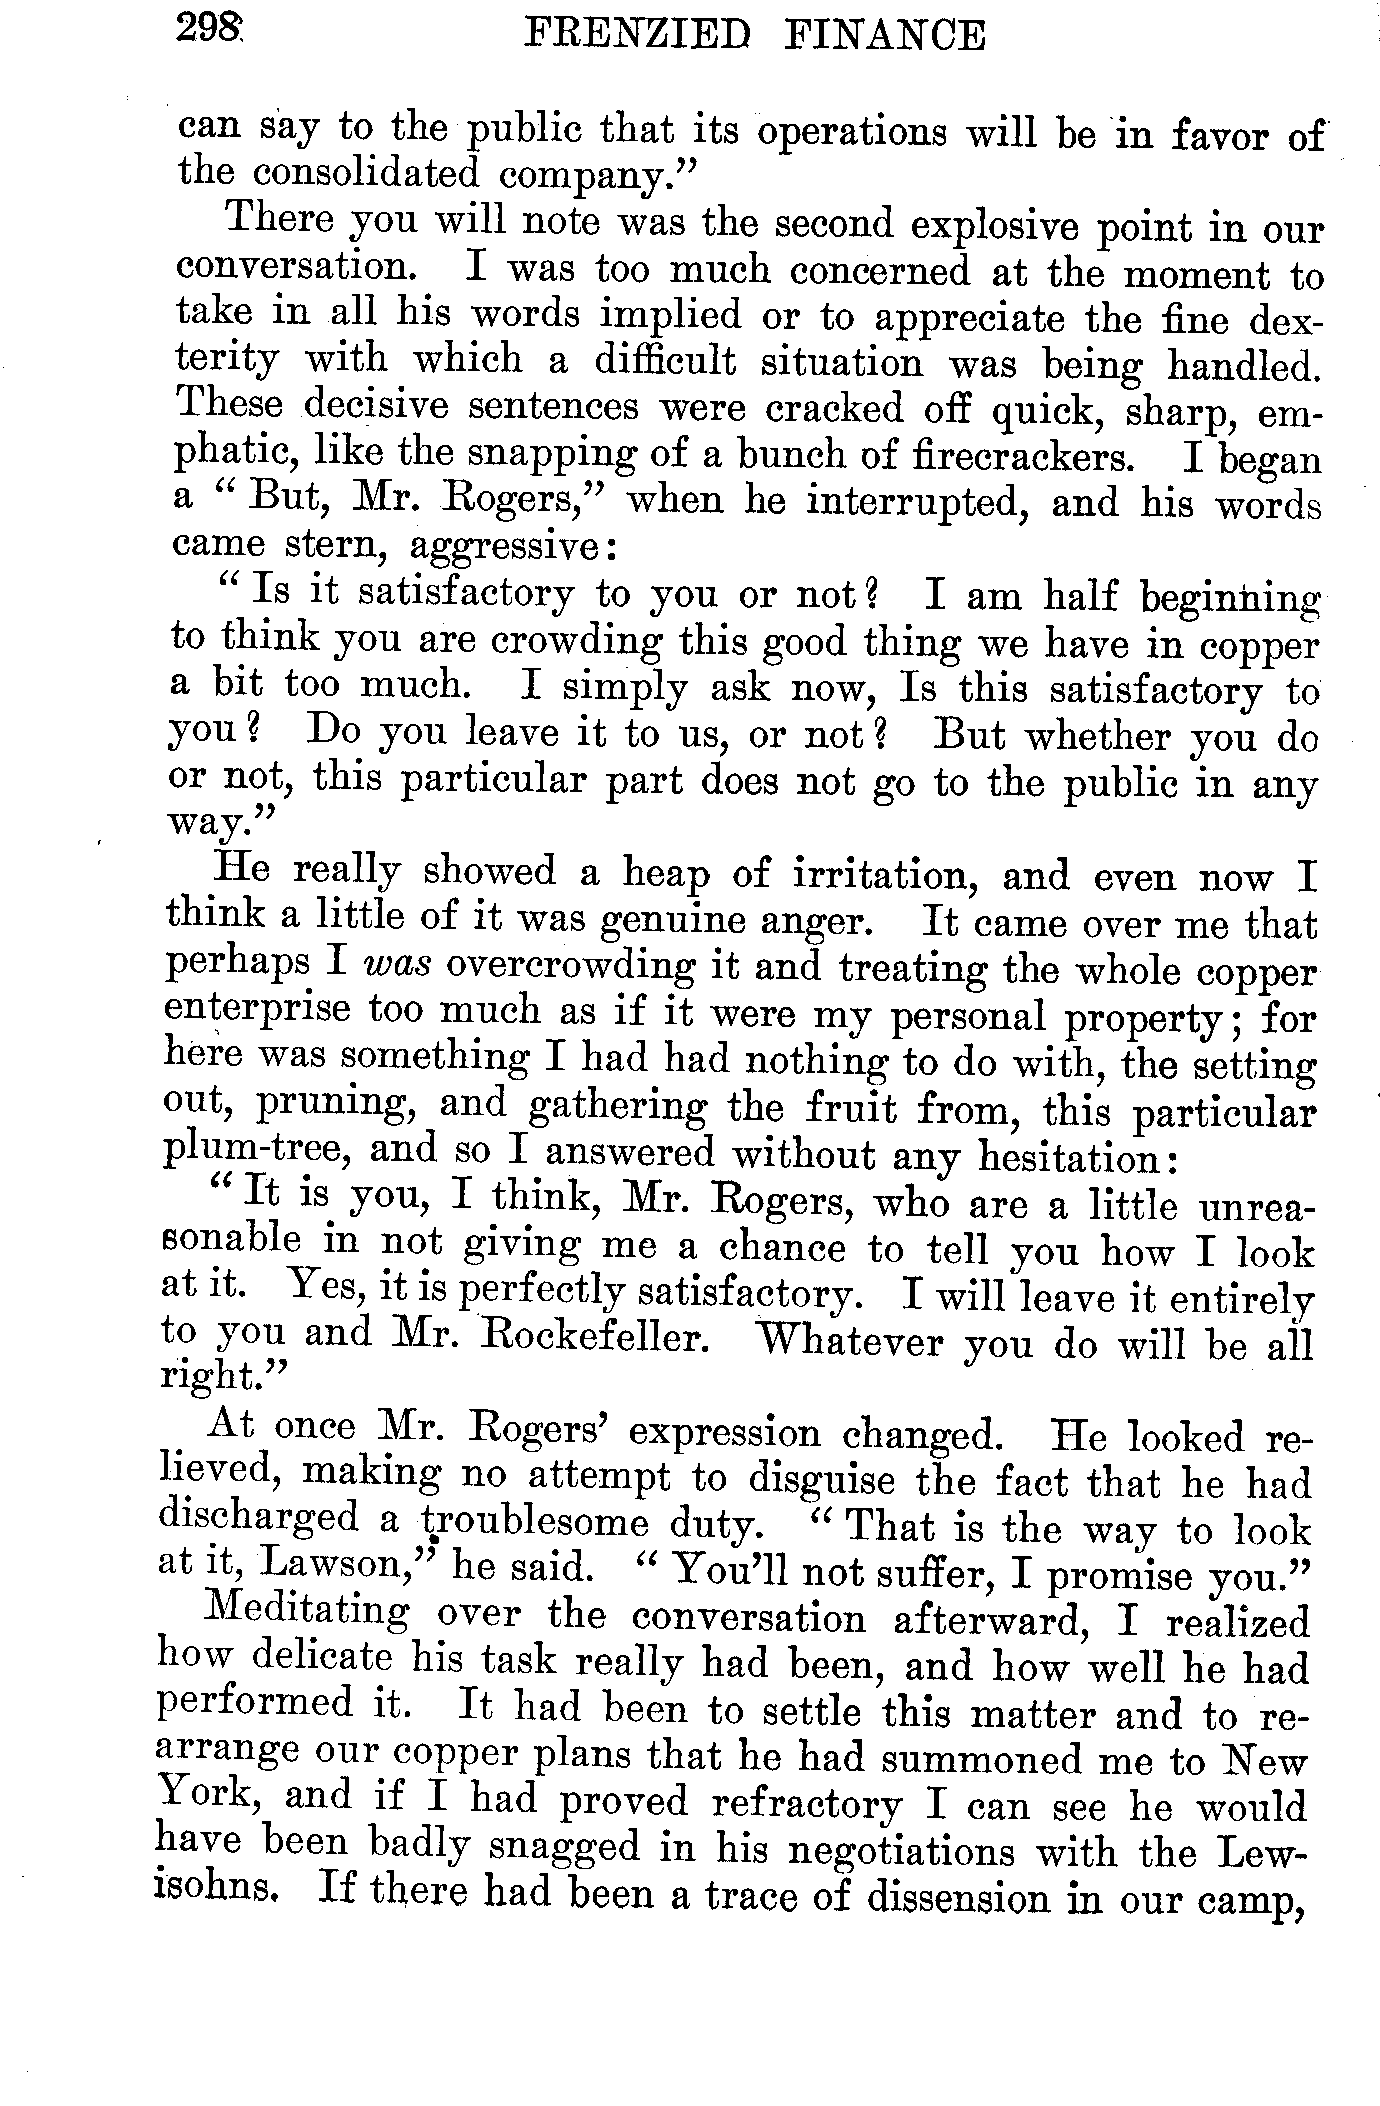 298 FRENZIED FINANCE
can say to the public that its operations will be in favor of
the consolidated company.”
There you will note was the second explosive point in our
conversation. I was too much concerned at the moment to
take in all his words implied or to appreciate the fine dex-
terity with which a difficult situation was being handled.
These decisive sentences were cracked off quick, sharp, em-
phatic, like the snapping of a bunch of firecrackers. I began
a “ But, Mr. Rogers,” when he interrupted, and his words
came stern, aggressive:
“ Is it satisfactory to you or not? I am half beginning
to think you are crowding this good thing we have in copper
a bit too much. I simply ask now, Is this satisfactory to
you? Do you leave it to us, or not? But whether you do
or not, this particular part does not go to the public in any
way.”
He really showed a heap of irritation, and even now I
think a little of it was genuine anger. It came over me that
perhaps I was overcrowding it and treating the whole copper
enterprise too much as if it were my personal property; for
here was something I had had nothing to do with, the setting
out, pruning, and gathering the fruit from, this particular
plum-tree, and so I answered without any hesitation:
“ It is you, I think, Mr. Rogers, who are a little unrea-
sonable in not giving me a chance to tell you how I look
at it. Yes, it is perfectly satisfactory. I will leave it entirely
to you and Mr. Rockefeller. Whatever you do will be all
right.”
At once Mr. Rogers’ expression changed. He looked re-
lieved, making no attempt to disguise the fact that he had
discharged a troublesome duty. “ That is the way to look
at it, Lawson,” he said. “ You’ll not suffer, I promise you.”
Meditating over the conversation afterward, I realized
how delicate his task really had been, and how well he had
performed it. It had been to settle this matter and to re-
arrange our copper plans that he had summoned me to New
York, and if I had proved refractory I can see he would
have been badly snagged in his negotiations with the Lew-
isohns. If there had been a trace of dissension in our camp,